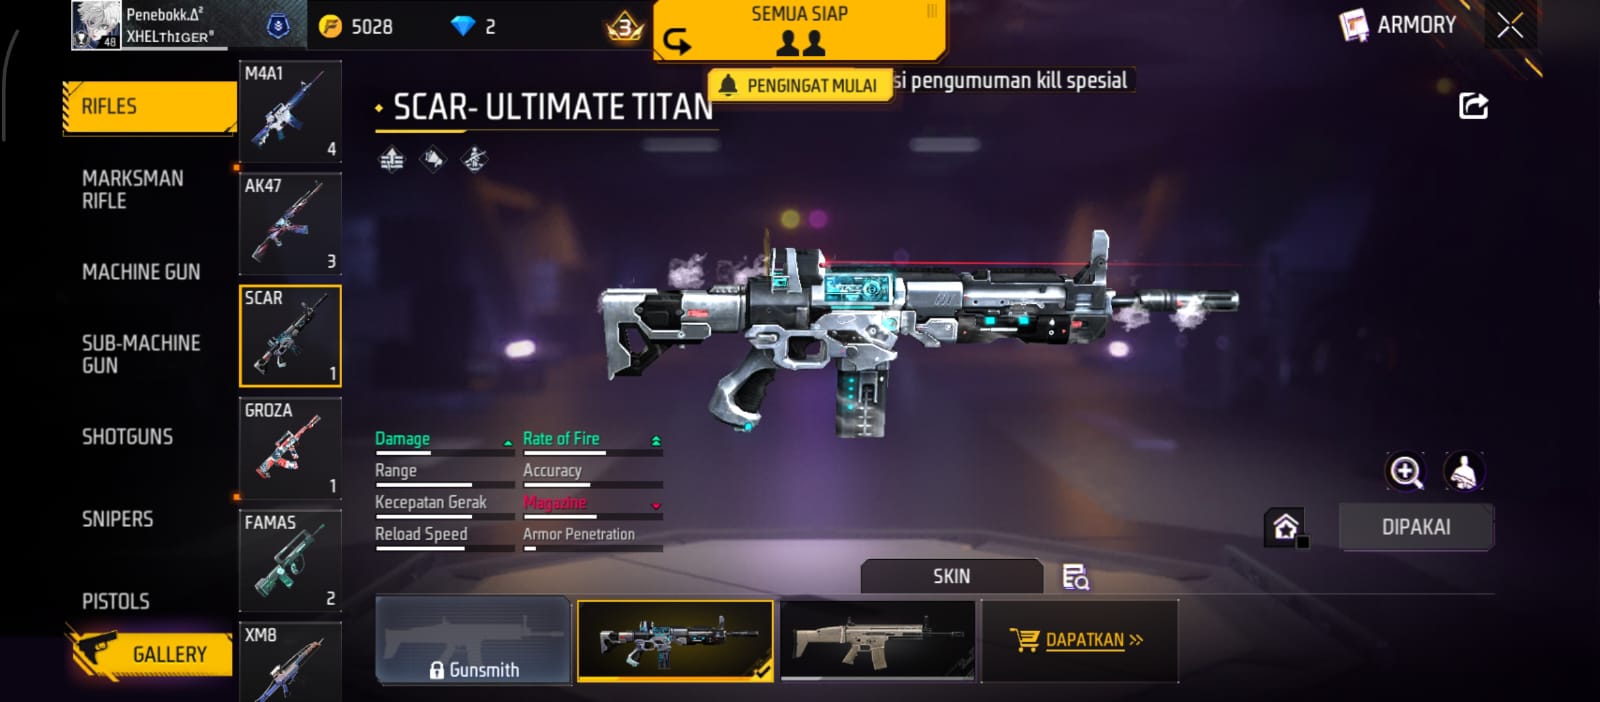 Penebokk.Δ²
XHELThIGER®
48
5028
2
3
SEMUA SIAP
PENGINGAT MULAI
si pengumuman kill spesial
ARMORY
RIFLES
MARKSMAN
RIFLE
MACHINE GUN
SUB-MACHINE
GUN
SHOTGUNS
SNIPERS
PISTOLS
GALLERY
M4A1
4
AK47
3
SCAR
1
GROZA
1
FAMAS
2
XM8
SCAR- ULTIMATE TITAN
Damage
Rate of Fire
Range
Accuracy
Kecepatan Gerak
Magazine
Reload Speed
Armor Penetration
DIPAKAI
SKIN
Gunsmith
DAPATKAN >>